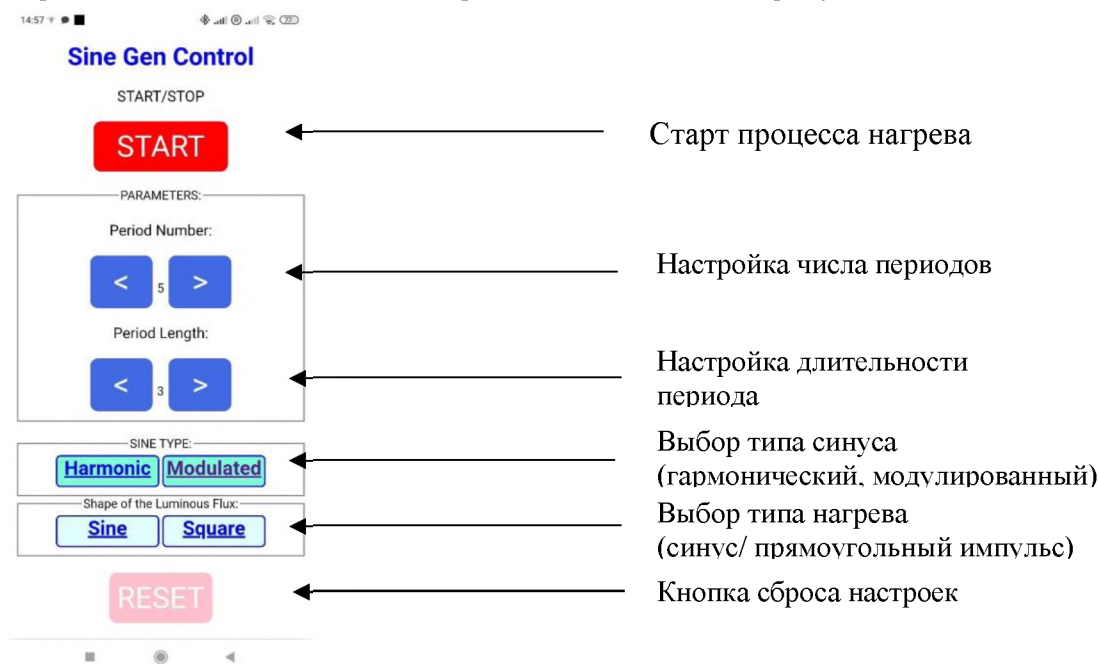 14:57
77
Sine Gen Control
START/STOP
START
Старт процесса нагрева
PARAMETERS:
Period Number:
< 5 >
Настройка числа периодов
Period Length:
< 3 >
Настройка длительности
периода
SINE TYPE:
Harmonic Modulated
Выбор типа синуса
(гармонический, модулированный)
Shape of the Luminous Flux:
Sine Square
Выбор типа нагрева
(синус/ прямоугольный импульс)
RESET
Кнопка сброса настроек